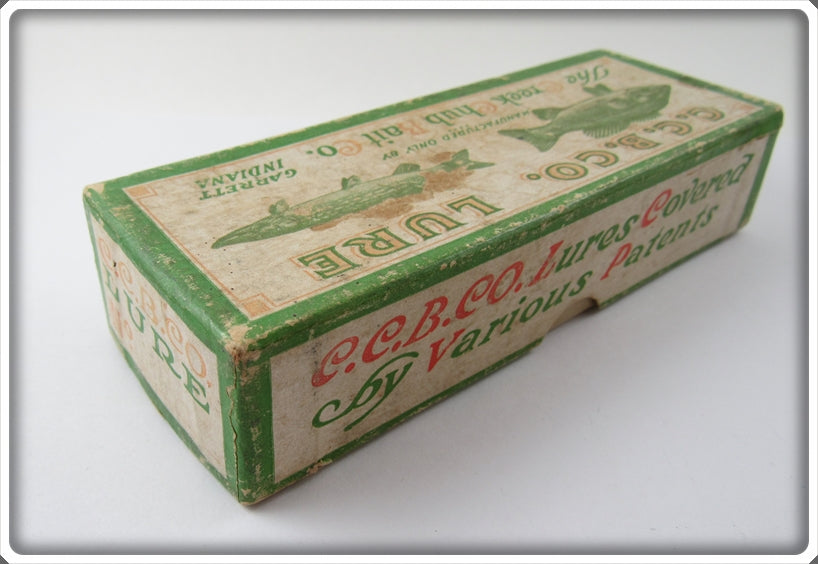 C.C.B.CO. LURE
MANUFACTURED ONLY BY
The Creek Chub Bait Co.
GARRETT
INDIANA
C.C.B.CO. Lures Covered
by Various Patents
C.C.B.CO.
LURE